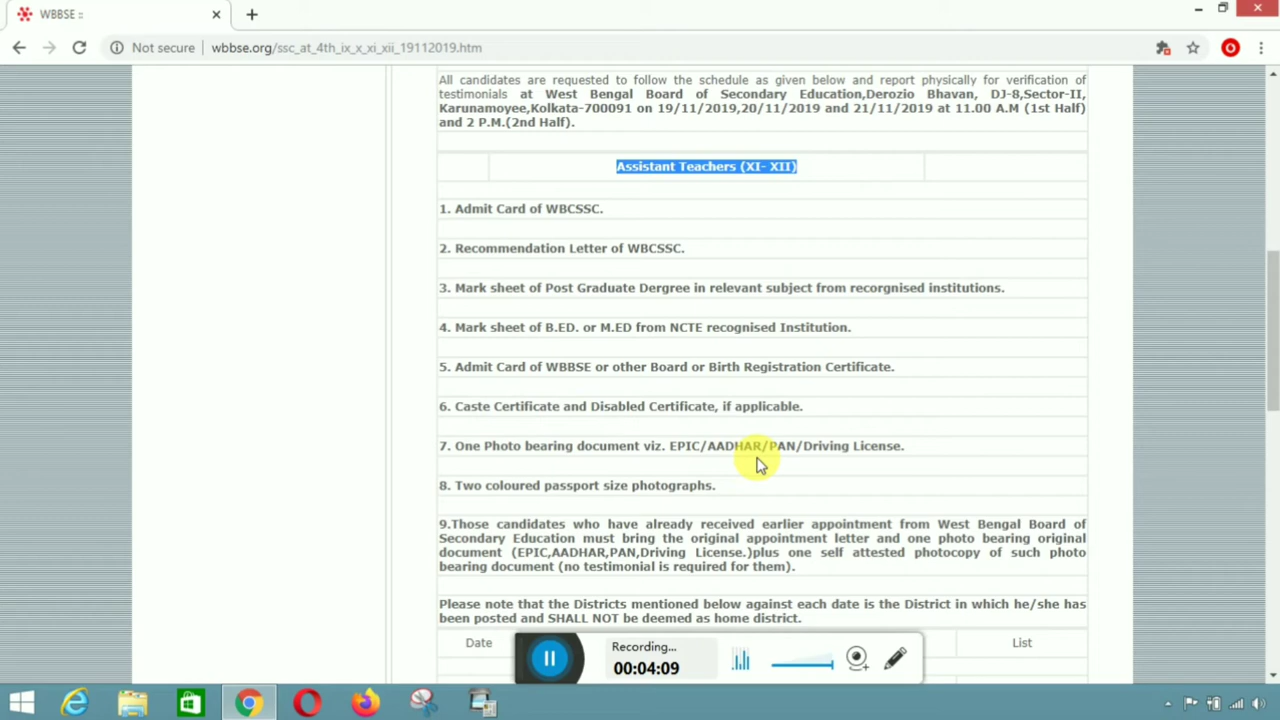 WBBSE ::
Not secure
wbbse.org/ssc_at_4th_ix_x_xi_xii_19112019.htm
All candidates are requested to follow the schedule as given below and report physically for verification of
testimonials at West Bengal Board of Secondary Education,Derozio Bhavan, DJ-8,Sector-II,
Karunamoyee,Kolkata-700091 on 19/11/2019,20/11/2019 and 21/11/2019 at 11.00 A.M (1st Half)
and 2 P.M.(2nd Half).
Assistant Teachers (XI- XII)
1. Admit Card of WBCSSC.
2. Recommendation Letter of WBCSSC.
3. Mark sheet of Post Graduate Dergree in relevant subject from recorgnised institutions.
4. Mark sheet of B.ED. or M.ED from NCTE recognised Institution.
5. Admit Card of WBBSE or other Board or Birth Registration Certificate.
6. Caste Certificate and Disabled Certificate, if applicable.
7. One Photo bearing document viz. EPIC/AADHAR/PAN/Driving License.
8. Two coloured passport size photographs.
9.Those candidates who have already received earlier appointment from West Bengal Board of
Secondary Education must bring the original appointment letter and one photo bearing original
document (EPIC,AADHAR,PAN,Driving License.)plus one self attested photocopy of such photo
bearing document (no testimonial is required for them).
Please note that the Districts mentioned below against each date is the District in which he/she has
been posted and SHALL NOT be deemed as home district.
Date
List
Recording...
00:04:09